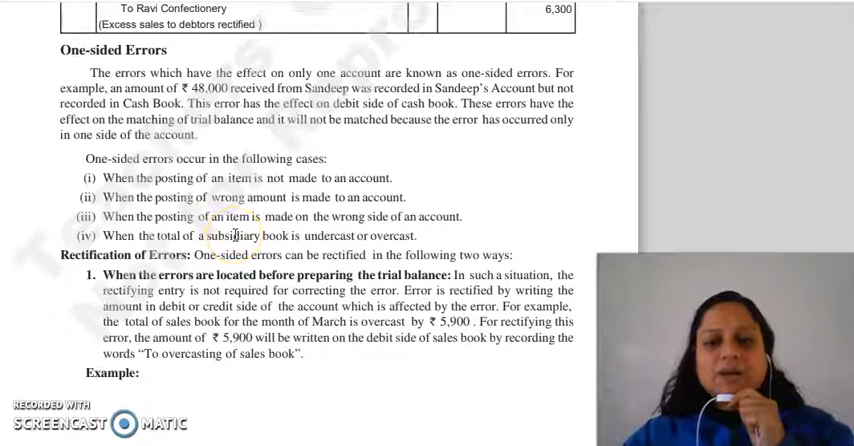 To Ravi Confectionery
6,300
(Excess sales to debtors rectified )
One-sided Errors
The errors which have the effect on only one account are known as one-sided errors. For
example, an amount of ₹ 48,000 received from Sandeep was recorded in Sandeep's Account but not
recorded in Cash Book. This error has the effect on debit side of cash book. These errors have the
effect on the matching of trial balance and it will not be matched because the error has occurred only
in one side of the account.
One-sided errors occur in the following cases:
(i) When the posting of an item is not made to an account.
(ii) When the posting of wrong amount is made to an account.
(iii) When the posting of an item is made on the wrong side of an account.
(iv) When the total of a subsidiary book is undercast or overcast.
Rectification of Errors: One-sided errors can be rectified in the following two ways:
1. When the errors are located before preparing the trial balance: In such a situation, the
rectifying entry is not required for correcting the error. Error is rectified by writing the
amount in debit or credit side of the account which is affected by the error. For example,
the total of sales book for the month of March is overcast by ₹ 5,900 . For rectifying this
error, the amount of ₹ 5,900 will be written on the debit side of sales book by recording the
words “To overcasting of sales book”.
Example:
RECORDED WITH
SCREENCAST MATIC